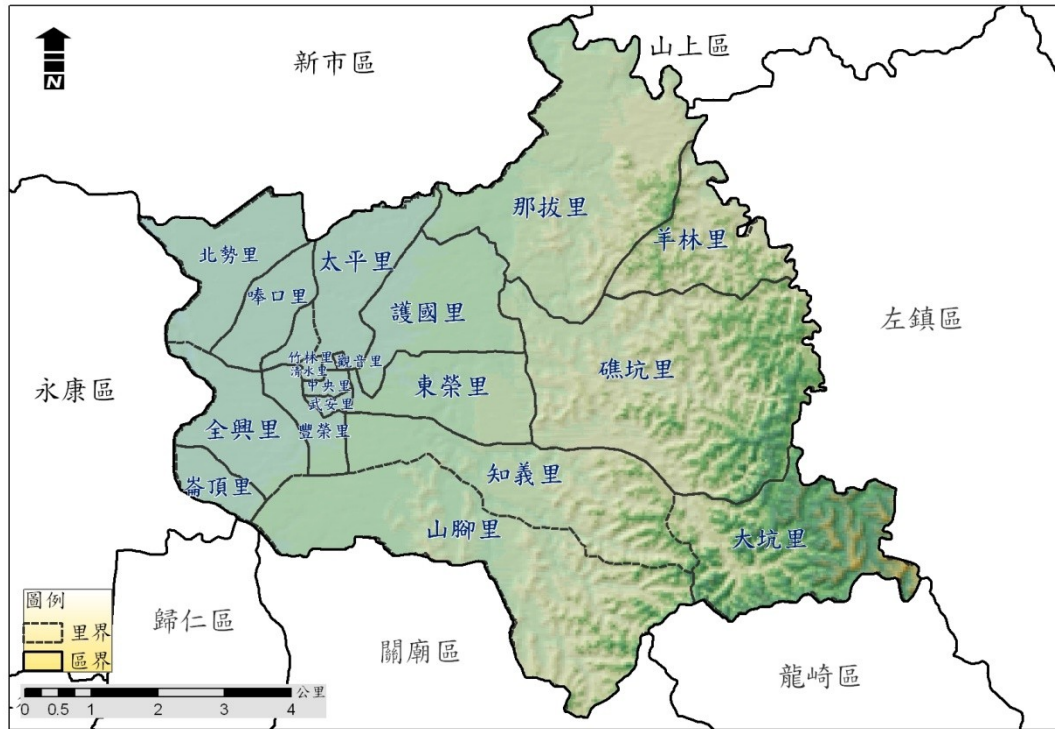 山上區
新市區
N
那拔里
羊林里
北勢里
太平里
唪口里
護國里
左鎮區
竹林里
觀音里
清水里
礁坑里
永康區
中央里
東榮里
武安里
全興里
豐榮里
知義里
崙頂里
山腳里
大坑里
圖例
里界
區界
歸仁區
關廟區
龍崎區
公里
0 0.5 1 2 3 4